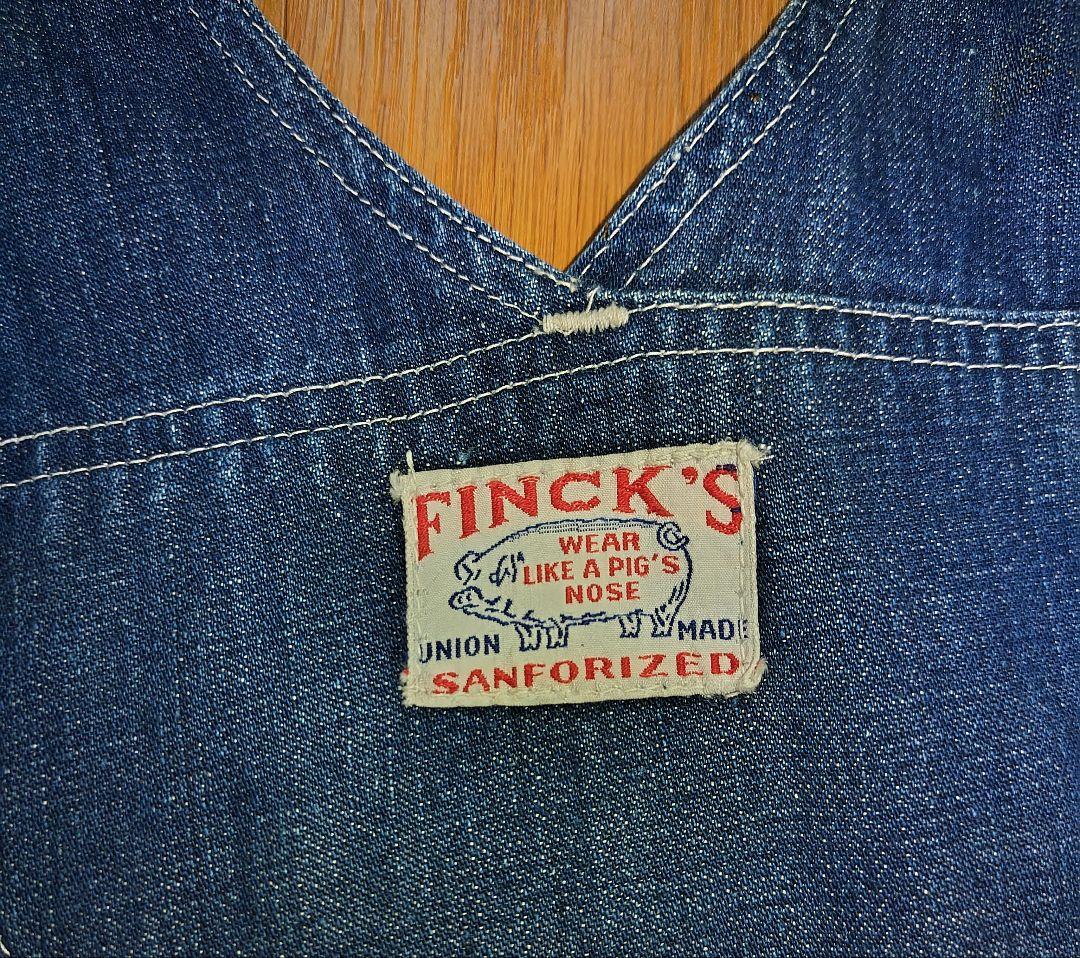 FINCK'S
WEAR
LIKE A PIG'S
NOSE
UNION MADE
SANFORIZED